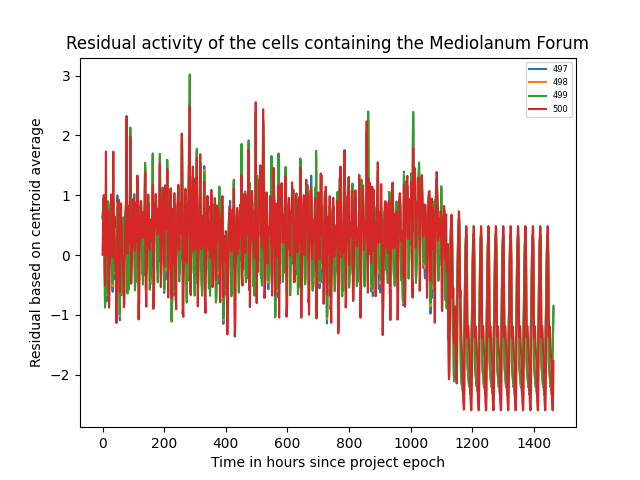 Residual activity of the cells containing the Mediolanum Forum
Residual based on centroid average
3
2
1
0
−1
−2
497
498
499
500
0 200 400 600 800 1000 1200 1400
Time in hours since project epoch